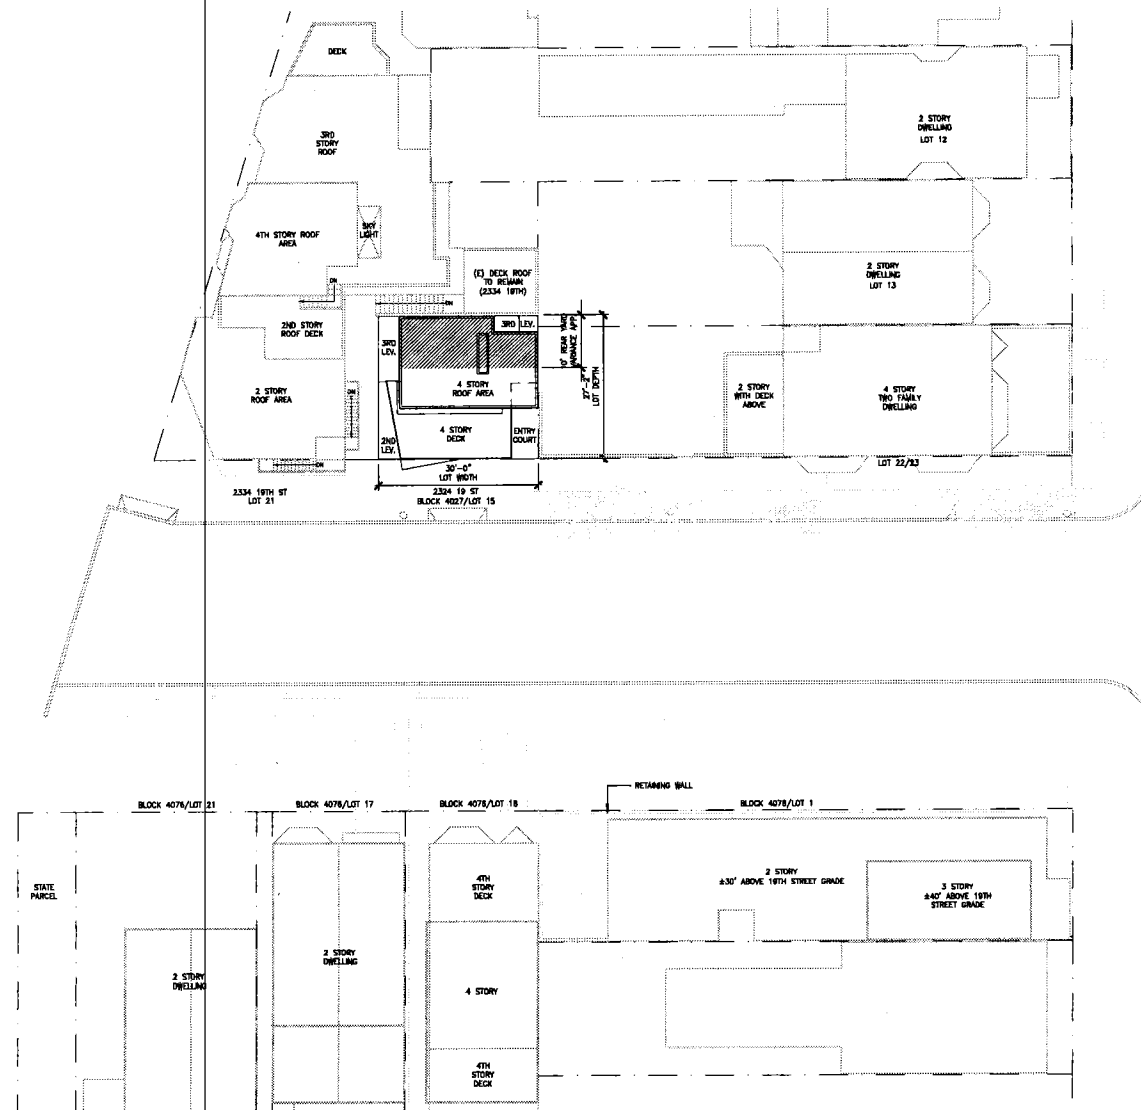 DECK
3RD
STORY
ROOF
2 STORY
DWELLING
LOT 12
4TH STORY ROOF
AREA
SKY
LIGHT
(E) DECK ROOF
TO REMAIN
(2334 19TH)
2 STORY
DWELLING
LOT 13
DN
DN
2ND STORY
ROOF DECK
3RD
LEV.
3RD LEV.
0' REAR YARD
VARIANCE APP.
27'-2"
LOT DEPTH
2 STORY
ROOF AREA
DN
4 STORY
ROOF AREA
2 STORY
WITH DECK
ABOVE
4 STORY
TWO FAMILY
DWELLING
2ND
LEV.
4 STORY
DECK
ENTRY
COURT
DN
30'-0"
LOT WIDTH
LOT 22/23
2334 19TH ST
LOT 21
2324 19 ST
BLOCK 4027/LOT 15
RETAINING WALL
BLOCK 4076/LOT 21
BLOCK 4076/LOT 17
BLOCK 4076/LOT 18
BLOCK 4076/LOT 1
STATE
PARCEL
4TH
STORY
DECK
2 STORY
±30' ABOVE 19TH STREET GRADE
3 STORY
±40' ABOVE 19TH
STREET GRADE
2 STORY
DWELLING
2 STORY
DWELLING
4 STORY
4TH
STORY
DECK